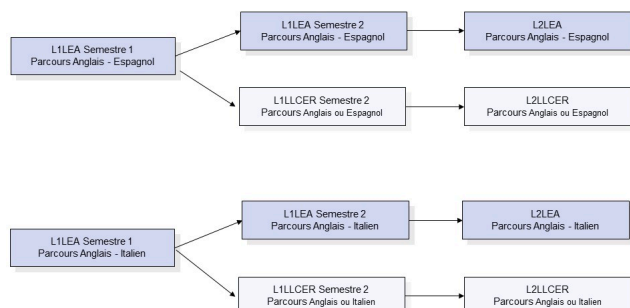 L1LEA Semestre 1
Parcours Anglais - Espagnol
L1LEA Semestre 2
Parcours Anglais - Espagnol
L2LEA
Parcours Anglais - Espagnol
L1LLCER Semestre 2
Parcours Anglais ou Espagnol
L2LLCER
Parcours Anglais ou Espagnol
L1LEA Semestre 1
Parcours Anglais - Italien
L1LEA Semestre 2
Parcours Anglais - Italien
L2LEA
Parcours Anglais - Italien
L1LLCER Semestre 2
Parcours Anglais ou Italien
L2LLCER
Parcours Anglais ou Italien